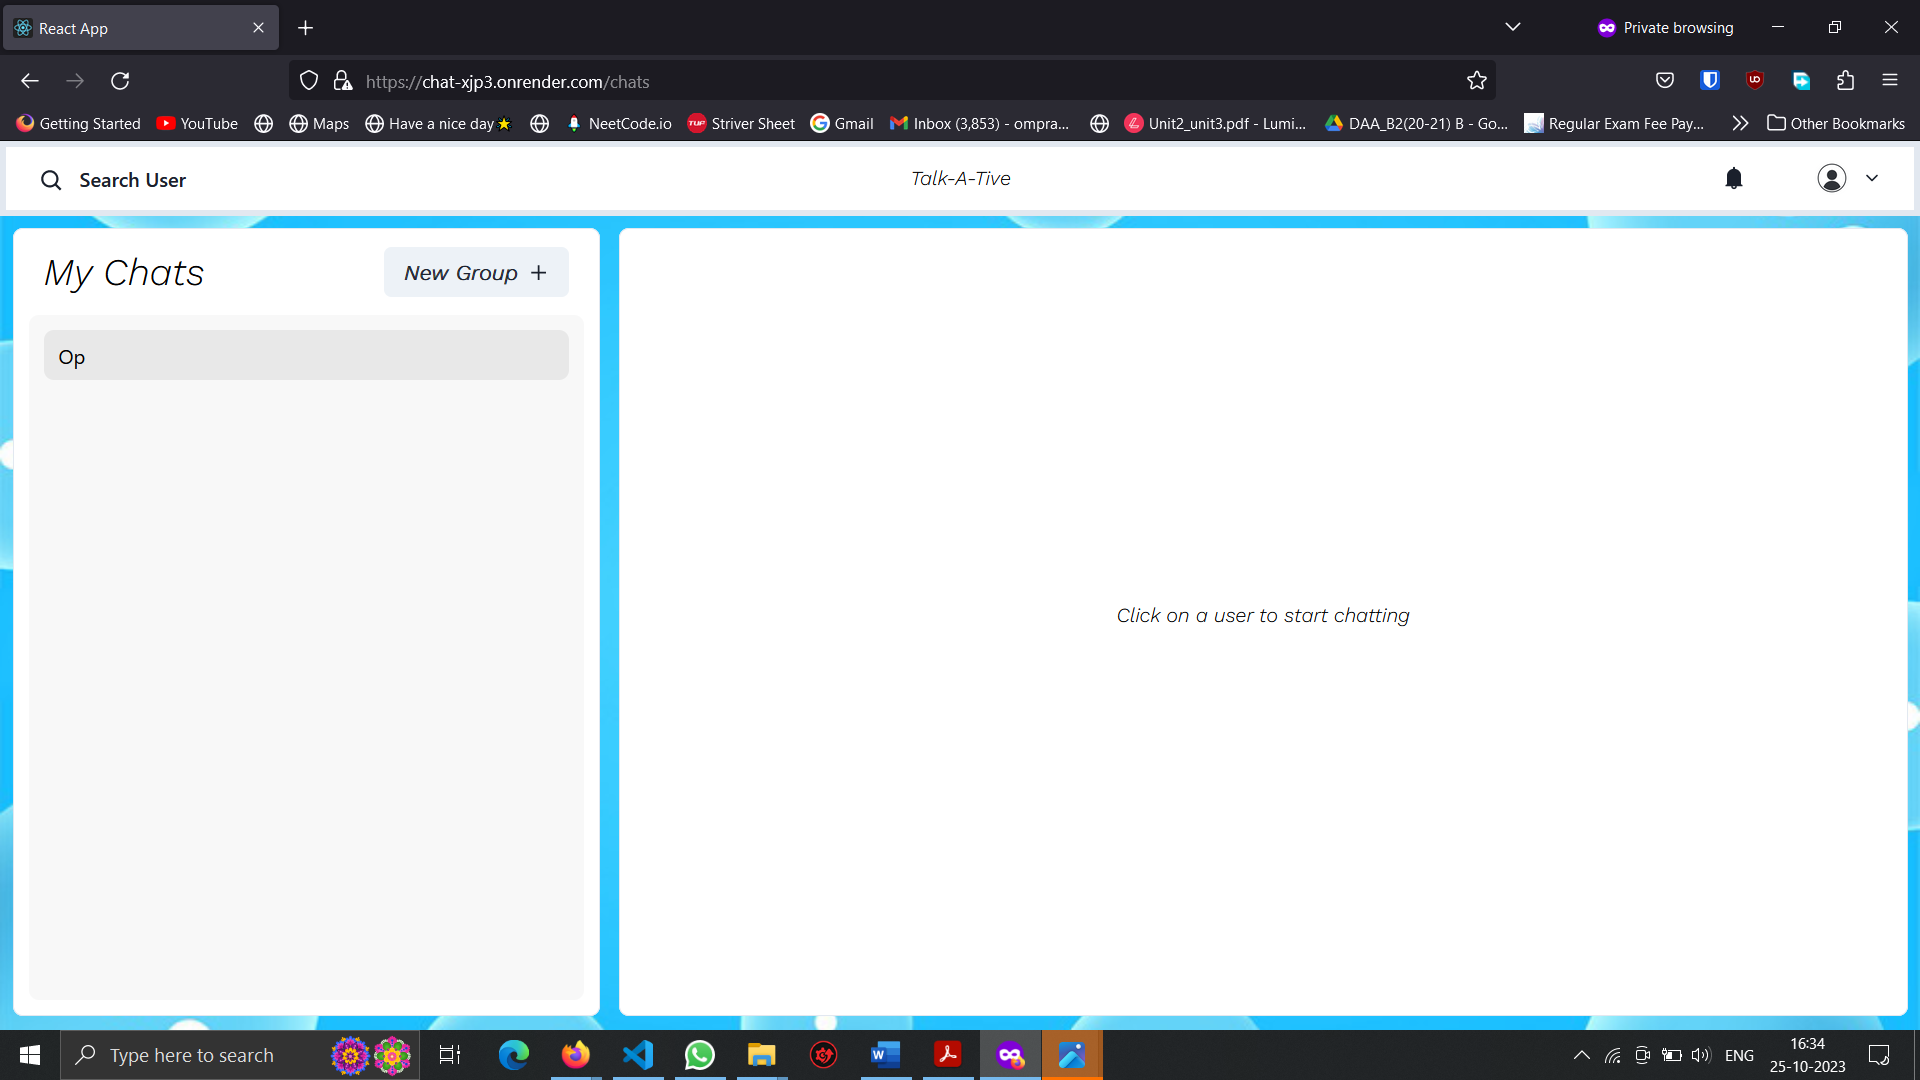 React App
Private browsing
https://chat-xjp3.onrender.com/chats
Getting Started YouTube Maps Have a nice day NeetCode.io Striver Sheet Gmail Inbox (3,853) - ompra... Unit2_unit3.pdf - Lumi... DAA_B2(20-21) B - Go... Regular Exam Fee Pay... Other Bookmarks
Search User
Talk-A-Tive
My Chats
New Group +
Op
Click on a user to start chatting
Type here to search
ENG
16:34
25-10-2023